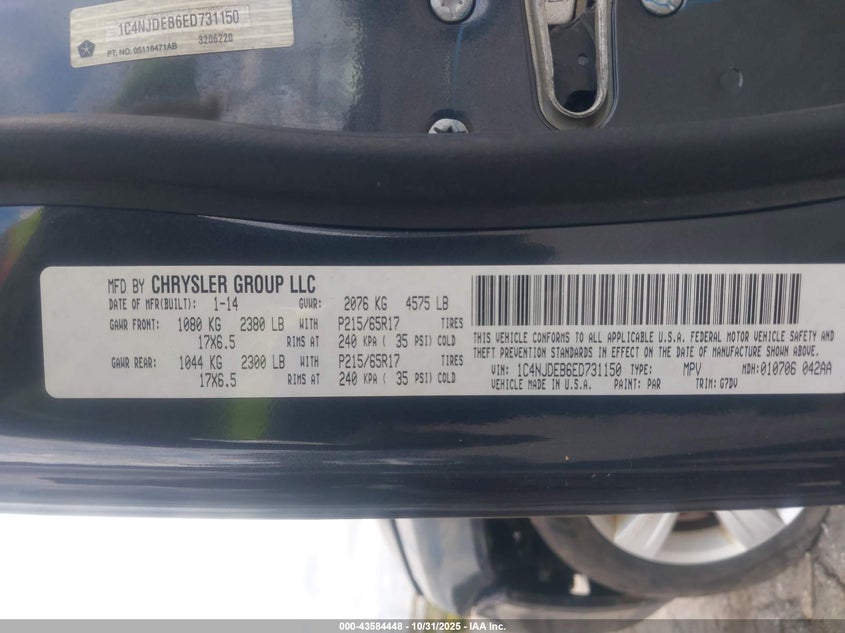 1C4NJDEB6ED731150
3206220
PT. NO. 05116471AB
MFD BY CHRYSLER GROUP LLC
DATE OF MFR(BUILT): 1-14 GVWR: 2076 KG 4575 LB
GAWR FRONT: 1080 KG 2380 LB WITH P215/65R17 TIRES
17X6.5 RIMS AT 240 KPA ( 35 PSI) COLD
GAWR REAR: 1044 KG 2300 LB WITH P215/65R17 TIRES
17X6.5 RIMS AT 240 KPA ( 35 PSI) COLD
THIS VEHICLE CONFORMS TO ALL APPLICABLE U.S.A. FEDERAL MOTOR VEHICLE SAFETY AND
THEFT PREVENTION STANDARDS IN EFFECT ON THE DATE OF MANUFACTURE SHOWN ABOVE.
VIN: 1C4NJDEB6ED731150 TYPE: MPV MDH: 010706 042AA
VEHICLE MADE IN U.S.A. PAINT: PAR TRIM: G7DV
000-43584448 - 10/31/2025 - IAA Inc.